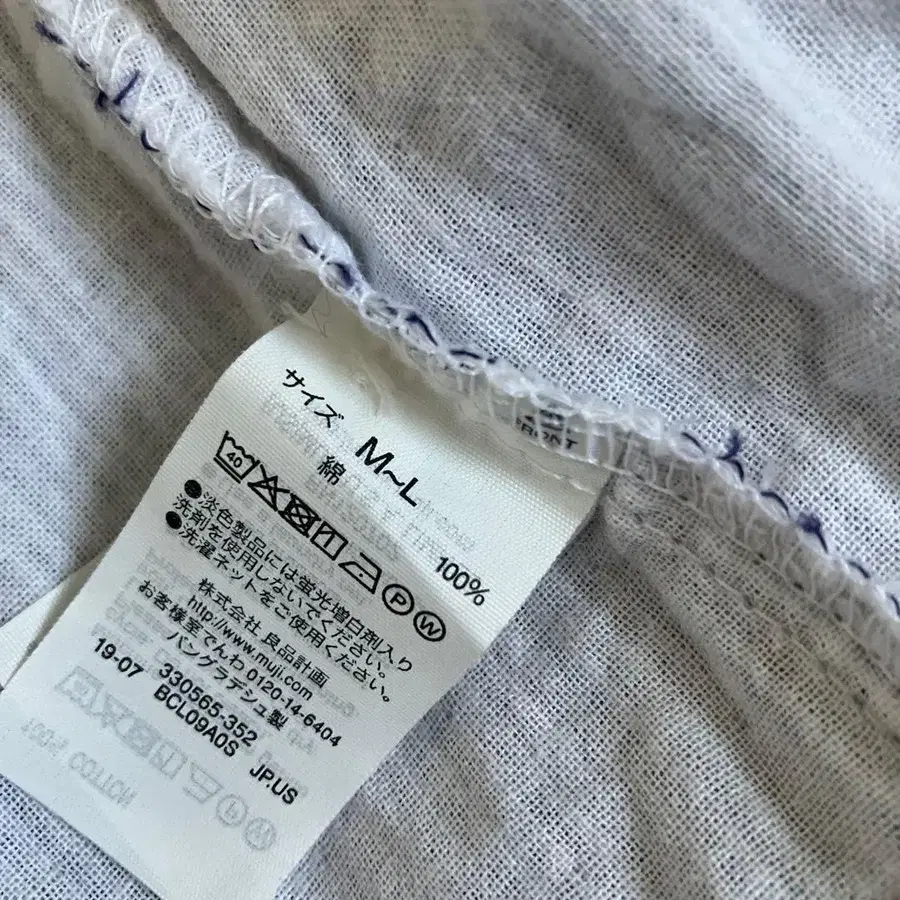 サイズ M~L
綿 100%
40 P W
●淡色製品には蛍光増白剤入り
洗剤を使用しないでください。
●洗濯ネットをご使用ください。
株式会社 良品計画
http://www.muji.com
お客様室でんわ 0120-14-6404
バングラデシュ製
19-07 330565-352
BCL09A0S JP.US
COTTON